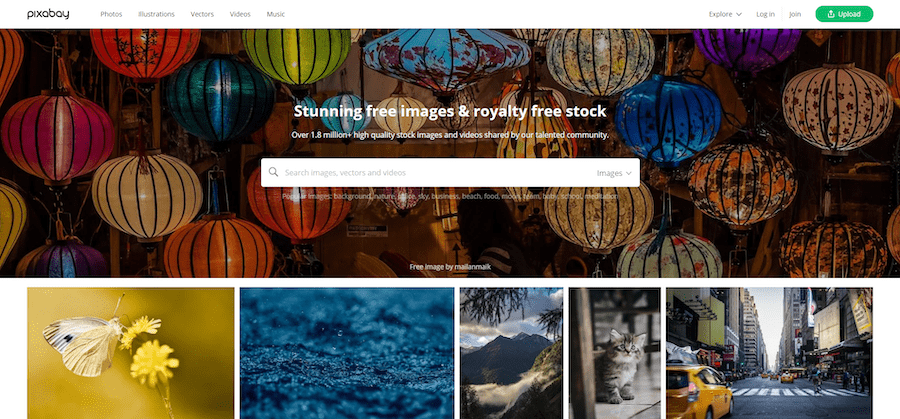 pixabay
Photos Illustrations Vectors Videos Music
Explore Log in Join Upload
Stunning free images & royalty free stock
Over 1.8 million+ high quality stock images and videos shared by our talented community.
Search images, vectors and videos Images
Popular Images: background, nature, love, sky, business, beach, food, moon, team, baby, school, meditation
Free image by mailanmaik